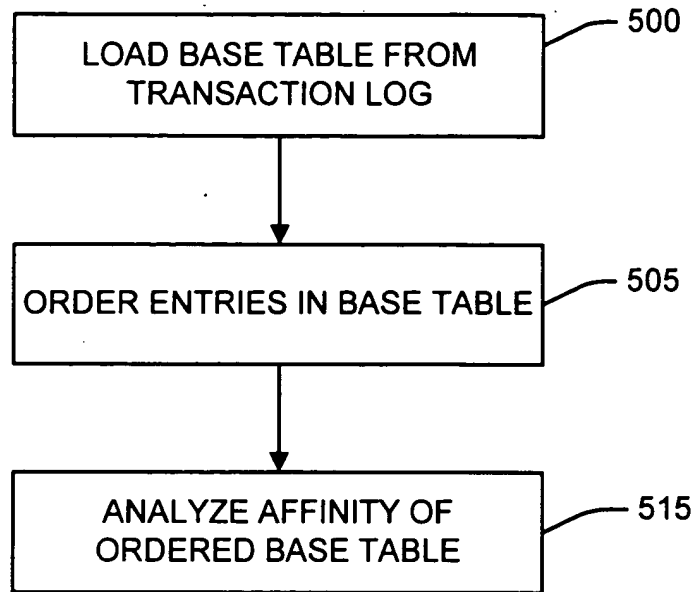 LOAD BASE TABLE FROM
TRANSACTION LOG
500
ORDER ENTRIES IN BASE TABLE
505
ANALYZE AFFINITY OF
ORDERED BASE TABLE
515